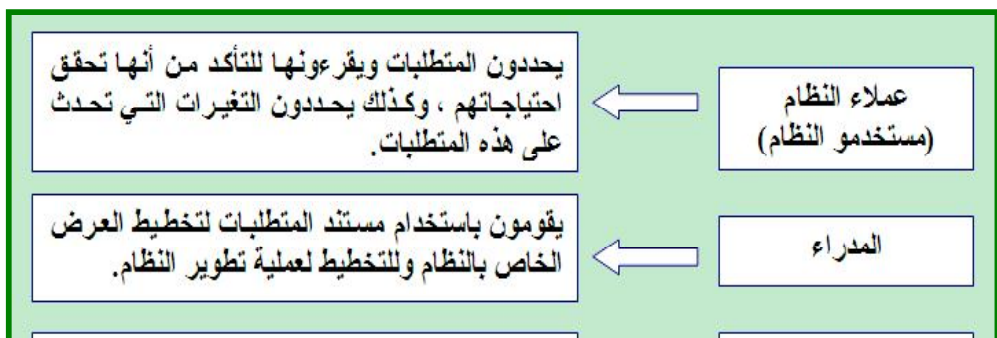 عملاء النظام
(مستخدمو النظام)
يحددون المتطلبات ويقرءونها للتأكد من أنها تحقق
احتياجاتهم ، وكذلك يحددون التغيرات التي تحدث
على هذه المتطلبات.
المدراء
يقومون باستخدام مستند المتطلبات لتخطيط العرض
الخاص بالنظام وللتخطيط لعملية تطوير النظام.